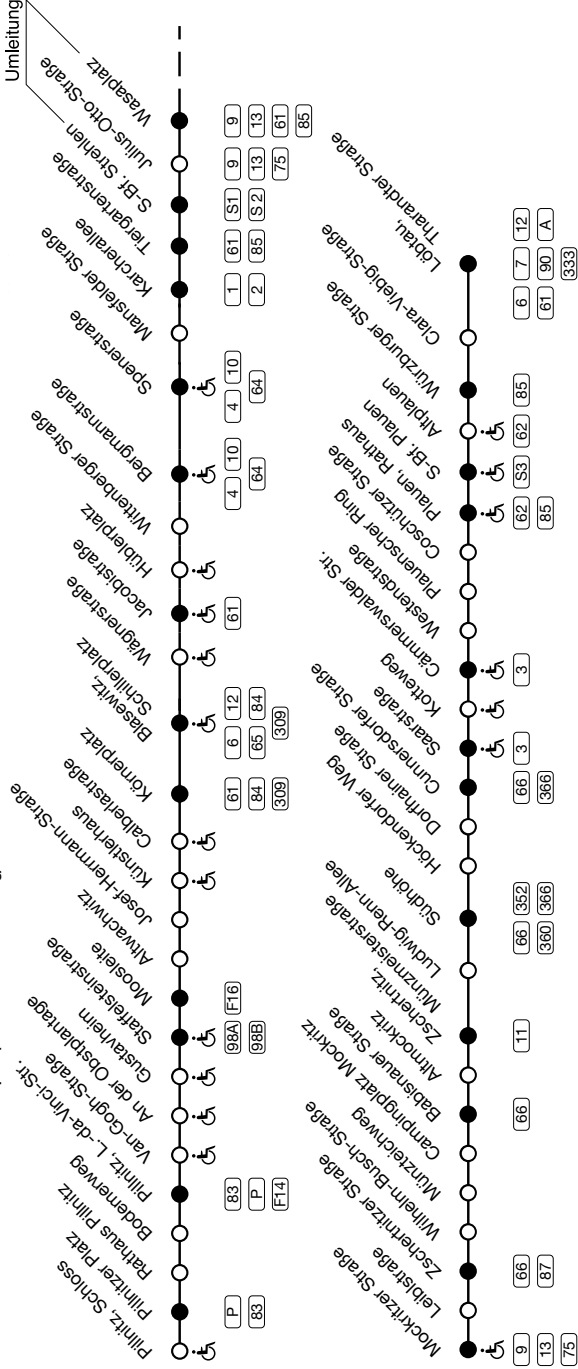 Pillnitz, Schloss
Pillnitzer Platz
P
83
Rathaus Pillnitz
Bodemerweg
Pillnitz, L.-da-Vinci-Str.
83
P
F14
Van-Gogh-Straße
An der Obstplantage
Gustavheim
Staffelsteinstraße
98A
98B
Moosleite
F16
Altwachwitz
Josef-Hermann-Straße
Künstlerhaus
Calberlastraße
Körnerplatz
61
84
309
Blasewitz,
Schillerplatz
6 12
65 84
309
Wägnerstraße
Jacobistraße
61
Hüblerplatz
Wittenberger Straße
Bergmannstraße
4 10
64
Spenerstraße
4 10
64
Mansfelder Straße
Karcherallee
1
2
Tiergartenstraße
61
85
S-Bf. Strehlen
S1
S2
Julius-Otto-Straße
9
13
75
Wasaplatz
9
13
61
85
Umleitung
Mockritzer Straße
9
13
75
Leiblstraße
Zschertnitzer Straße
66
87
Wilhelm-Busch-Straße
Münzteichweg
Campingplatz Mockritz
Babisnauer Straße
66
Altmockritz
Zschertnitz,
Münzmeisterstraße
11
Ludwig-Renn-Allee
Südhöhe
66 352
360 366
Höckendorfer Weg
Dorfhainer Straße
Cunnersdorfer Straße
66
366
Saarstraße
3
Kotteweg
Cämmerswalder Str.
3
Westendstraße
Plauenscher Ring
Coschützer Straße
Plauen, Rathaus
62
85
S-Bf. Plauen
S3
Altplauen
62
Würzburger Straße
85
Clara-Viebig-Straße
Löbtau,
Tharandter Straße
6 7 12
61 90 A
333